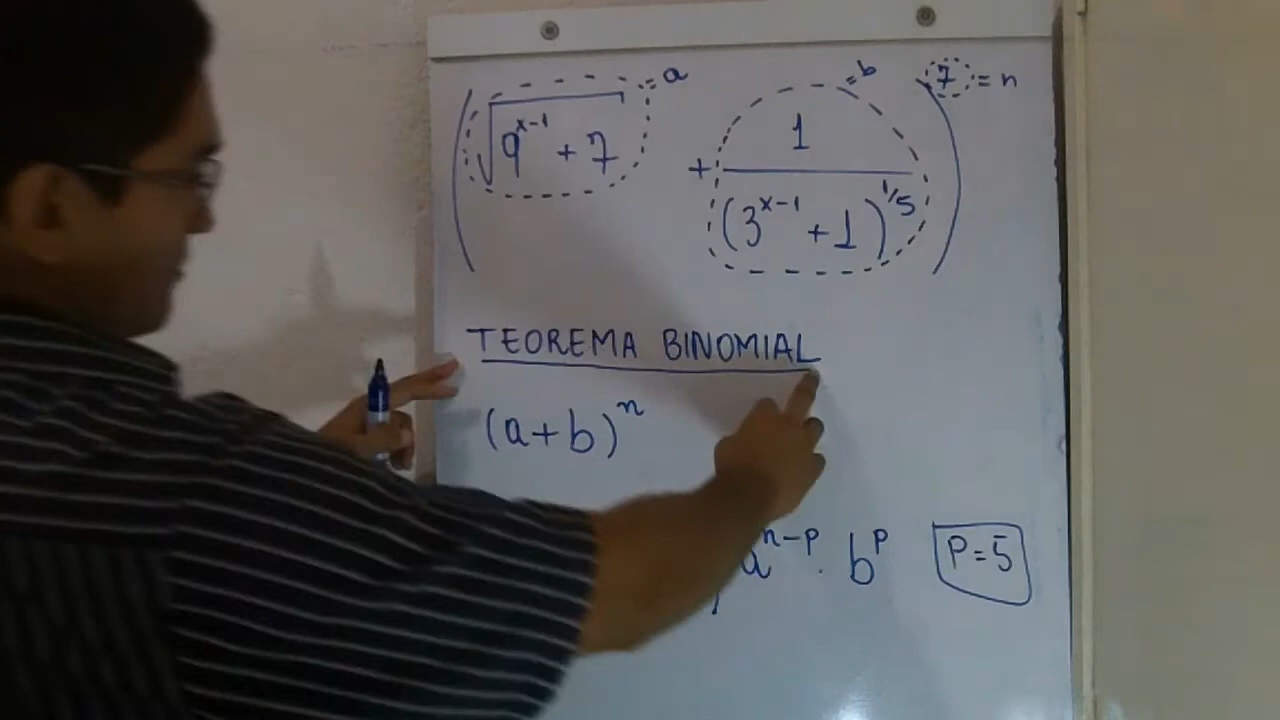 (√(9^(x-1) + 7) + 1/(3^(x-1) + 1)^(1/5))^7 = n
= a
= b
TEOREMA BINOMIAL
(a+b)^n
a^(n-p) . b^p P=5